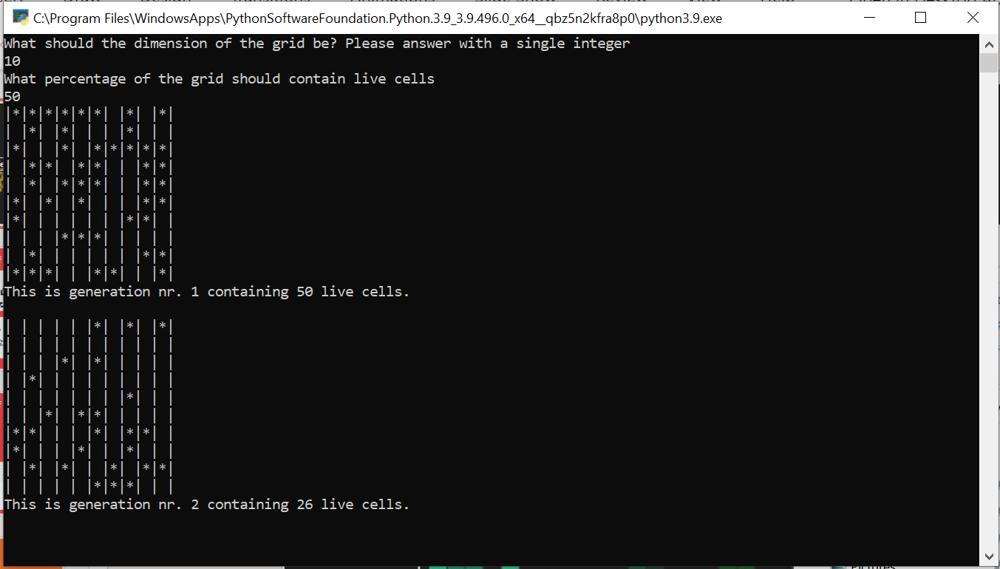 C:\Program Files\WindowsApps\PythonSoftwareFoundation.Python.3.9_3.9.496.0_x64__qbz5n2kfra8p0\python3.9.exe
What should the dimension of the grid be? Please answer with a single integer
10
What percentage of the grid should contain live cells
50
|*|*|*|*|*|*| |*| |*|
| |*| |*| | | |*| | |
|*| | |*| |*|*|*|*|*|
| |*|*| |*|*| | |*|*|
| |*| |*|*|*| | |*|*|
|*| |*| |*| | | |*|*|
|*| | | | | | |*|*| |
| | | |*|*|*| | | | |
| |*| | | | | | |*|*|
|*|*|*| | |*|*| | |*|
This is generation nr. 1 containing 50 live cells.
| | | | | |*| |*| |*|
| | | | | | | | | | |
| | | |*| |*| | | | |
| |*| | | | | | | | |
| | | | | | | |*| | |
| | |*| |*|*| | | | |
|*|*| | | |*| |*|*| |
|*| | | |*| | |*| | |
| |*| |*| | |*| |*|*|
| | | | | |*|*|*| | |
This is generation nr. 2 containing 26 live cells.